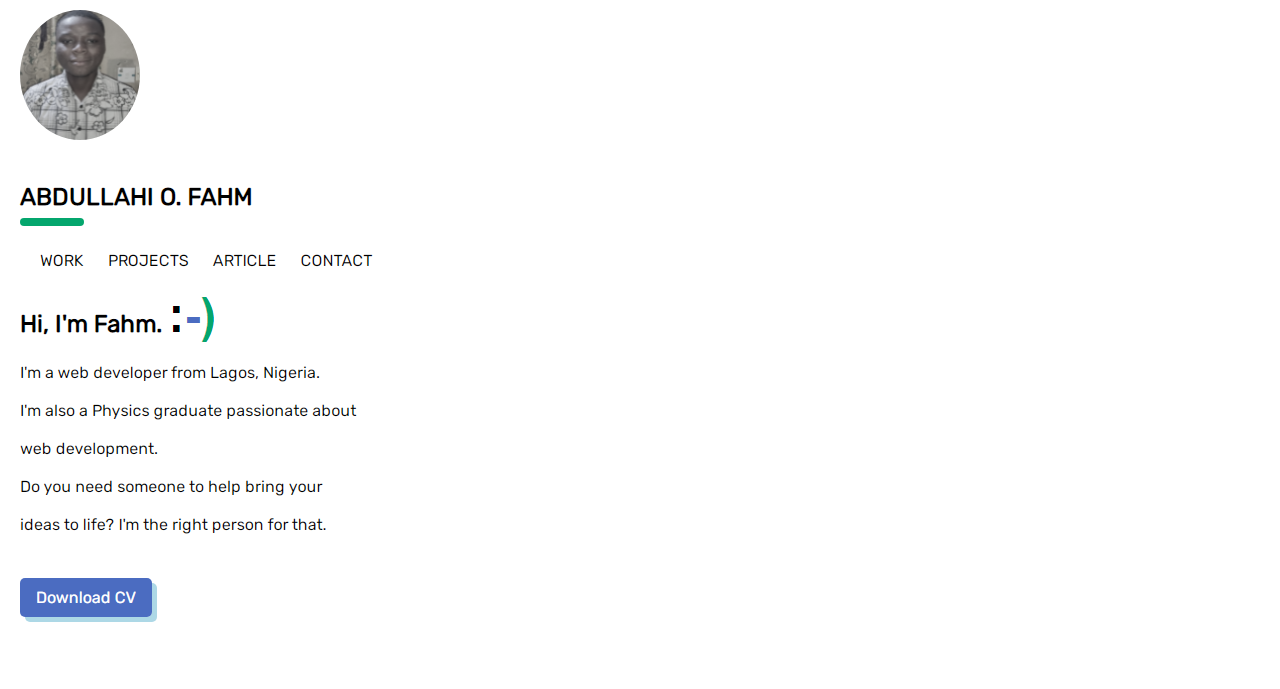 ABDULLAHI O. FAHM
WORK PROJECTS ARTICLE CONTACT
Hi, I'm Fahm. :-)
I'm a web developer from Lagos, Nigeria.
I'm also a Physics graduate passionate about
web development.
Do you need someone to help bring your
ideas to life? I'm the right person for that.
Download CV